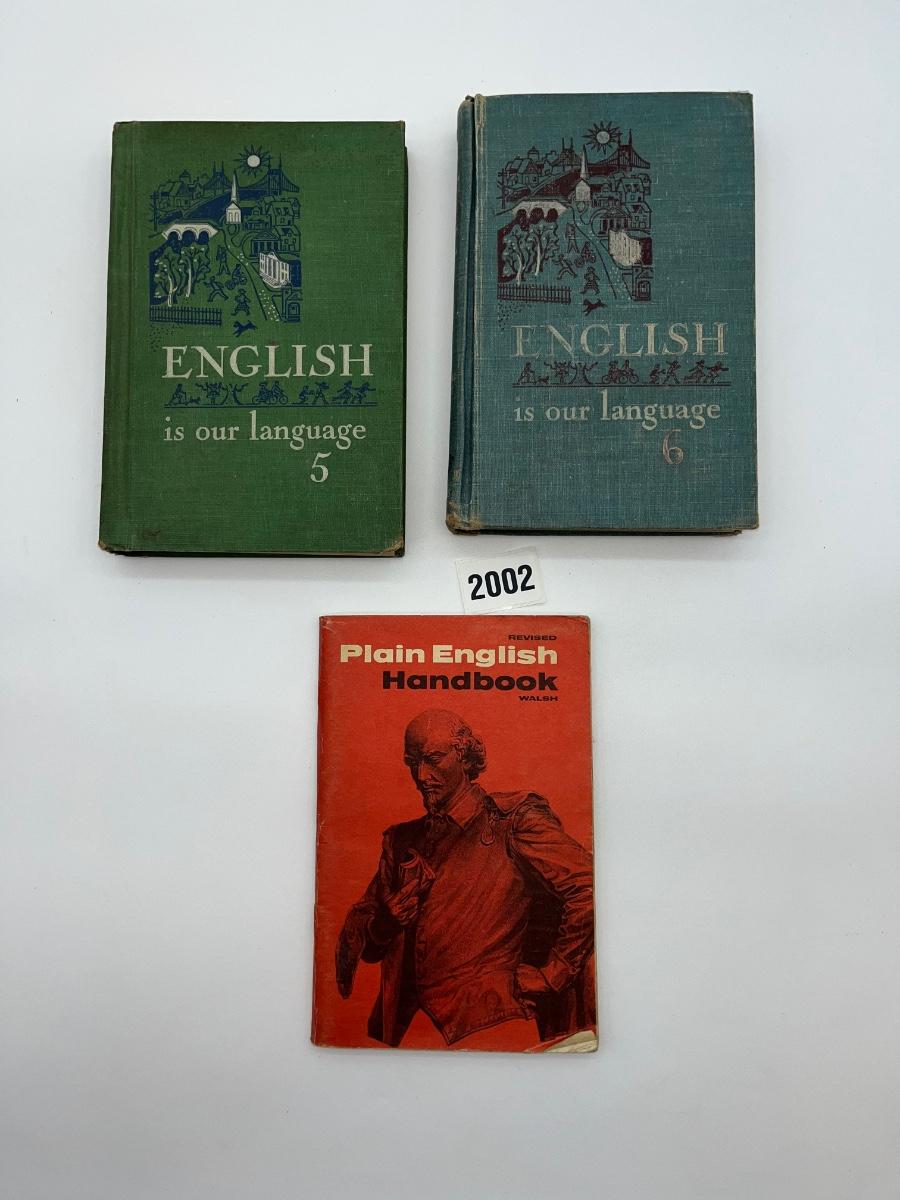 ENGLISH
is our language
5
ENGLISH
is our language
6
2002
REVISED
Plain English
Handbook
WALSH